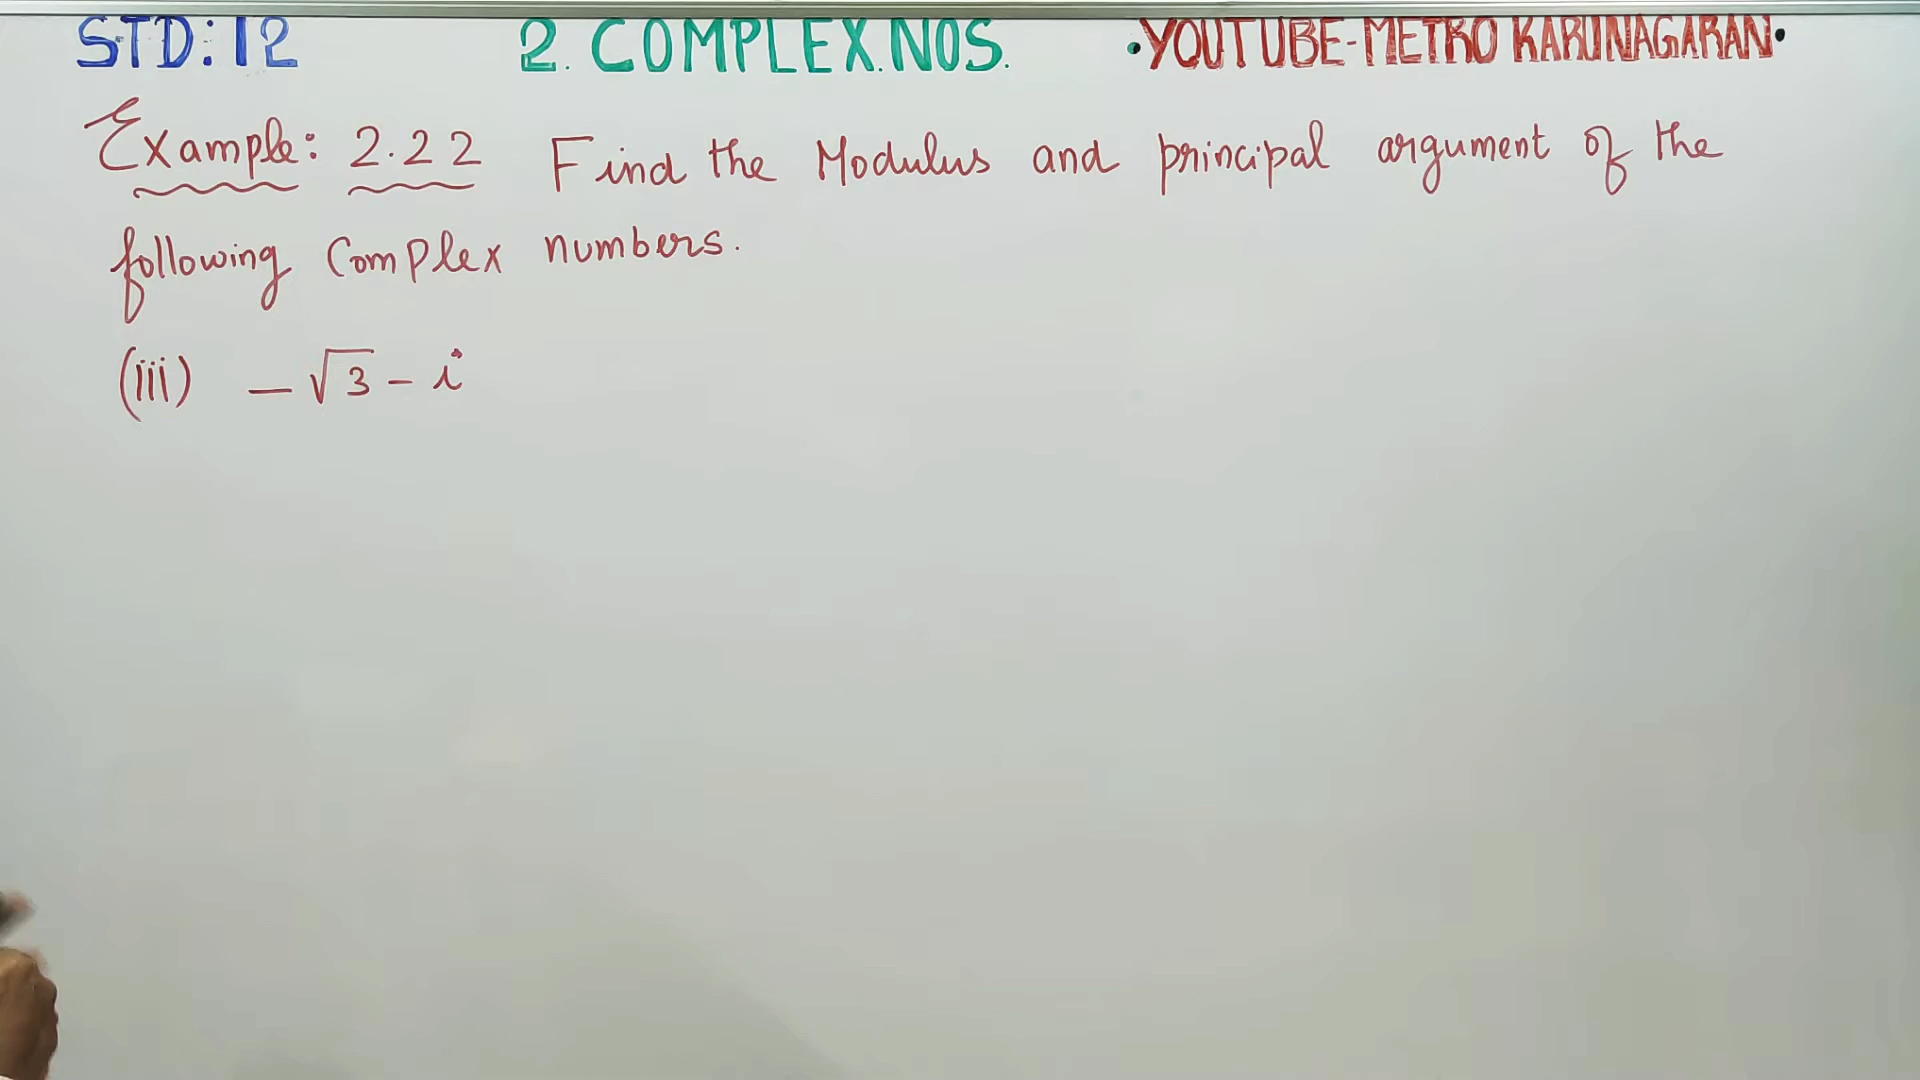 STD:12 2. COMPLEX.NOS. •YOUTUBE-METRO KARUNAGARAN•
Example: 2.22 Find the Modulus and principal argument of the
following Complex numbers.
(iii) -√3 - i